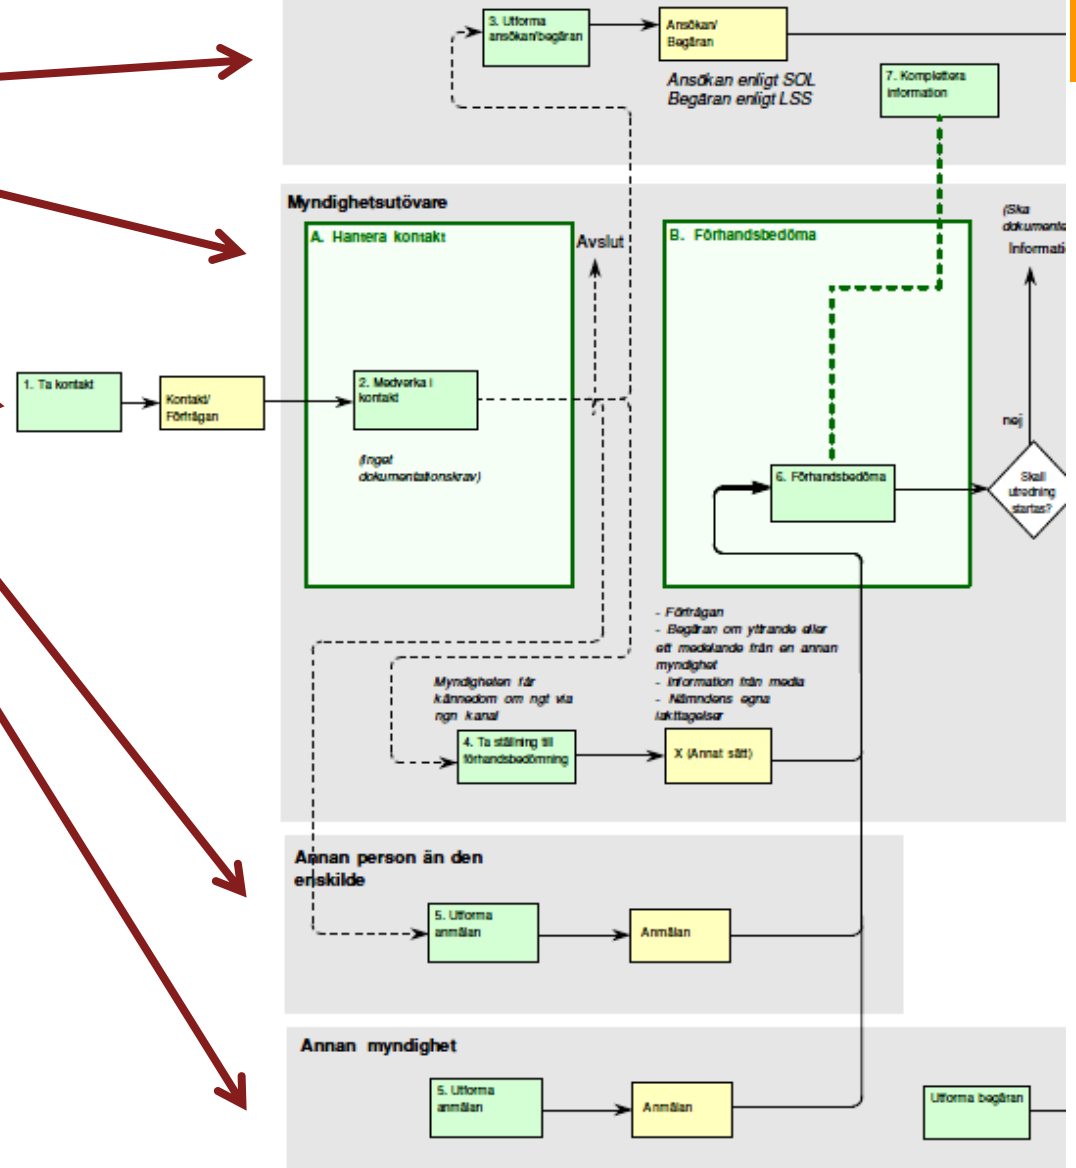 3. Utforma
ansökan/begäran
Ansökan/
Begäran
Ansökan enligt SOL
Begäran enligt LSS
7. Komplettera
information
Myndighetsutövare
A. Hantera kontakt
Avslut
B. Förhandsbedöma
(Ska
dokumente
Informati
1. Ta kontakt
Kontakt/
Förfrågan
2. Medverka i
kontakt
(Inget
dokumentationskrav)
nej
6. Förhandsbedöma
Skall
utredning
startas?
- Förfrågan
- Begäran om yttrande eller
ett medelande från en annan
myndighet
- Information från media
- Nämndens egna
iakttagelser
Myndigheten får
kännedom om ngt via
ngn kanal
4. Ta ställning till
förhandsbedömning
X (Annat sätt)
Annan person än den
enskilde
5. Utforma
anmälan
Anmälan
Annan myndighet
5. Utforma
anmälan
Anmälan
Utforma begäran